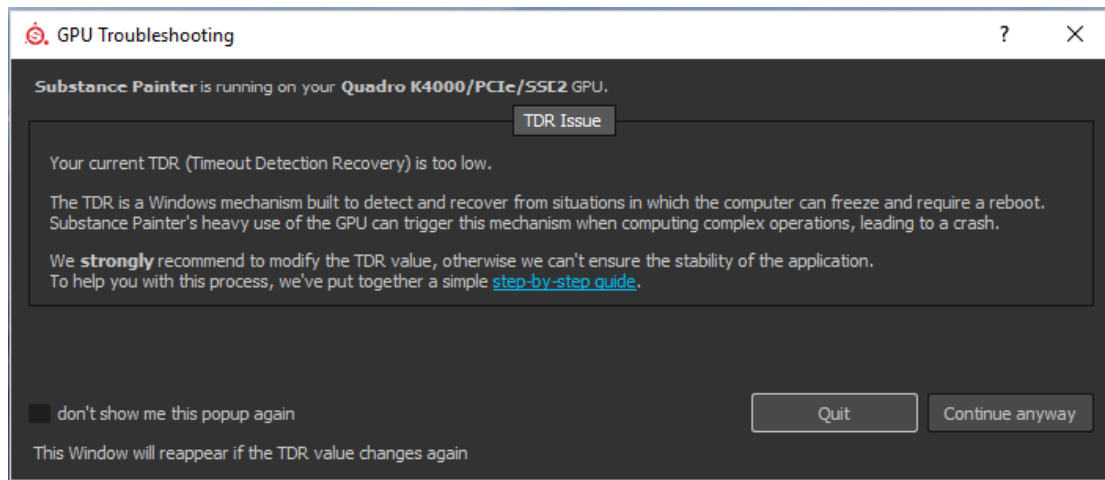 GPU Troubleshooting
? X
Substance Painter is running on your Quadro K4000/PCIe/SSE2 GPU.
TDR Issue
Your current TDR (Timeout Detection Recovery) is too low.
The TDR is a Windows mechanism built to detect and recover from situations in which the computer can freeze and require a reboot.
Substance Painter's heavy use of the GPU can trigger this mechanism when computing complex operations, leading to a crash.
We strongly recommend to modify the TDR value, otherwise we can't ensure the stability of the application.
To help you with this process, we've put together a simple step-by-step guide.
don't show me this popup again
Quit
Continue anyway
This Window will reappear if the TDR value changes again